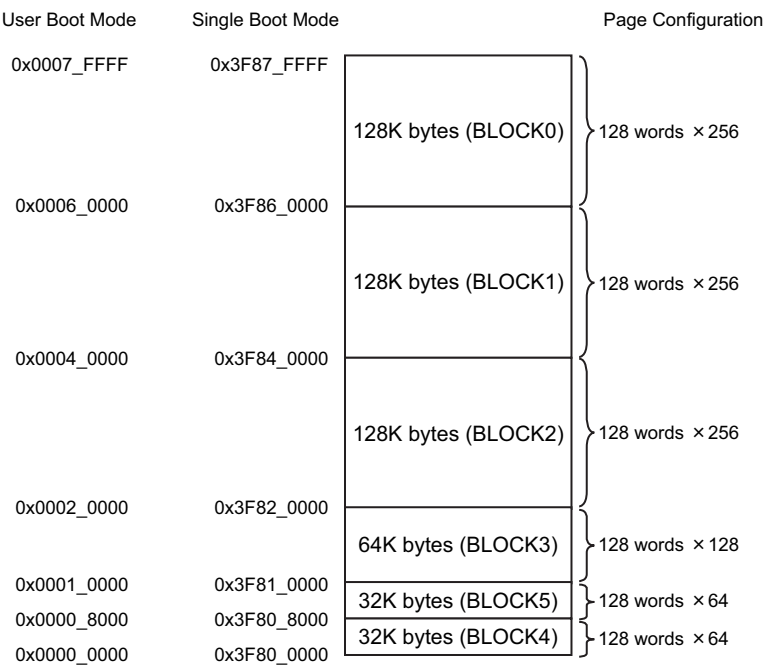 User Boot Mode Single Boot Mode Page Configuration
0x0007_FFFF 0x3F87_FFFF
128K bytes (BLOCK0) 128 words × 256
0x0006_0000 0x3F86_0000
128K bytes (BLOCK1) 128 words × 256
0x0004_0000 0x3F84_0000
128K bytes (BLOCK2) 128 words × 256
0x0002_0000 0x3F82_0000
64K bytes (BLOCK3) 128 words × 128
0x0001_0000 0x3F81_0000
32K bytes (BLOCK5) 128 words × 64
0x0000_8000 0x3F80_8000
32K bytes (BLOCK4) 128 words × 64
0x0000_0000 0x3F80_0000